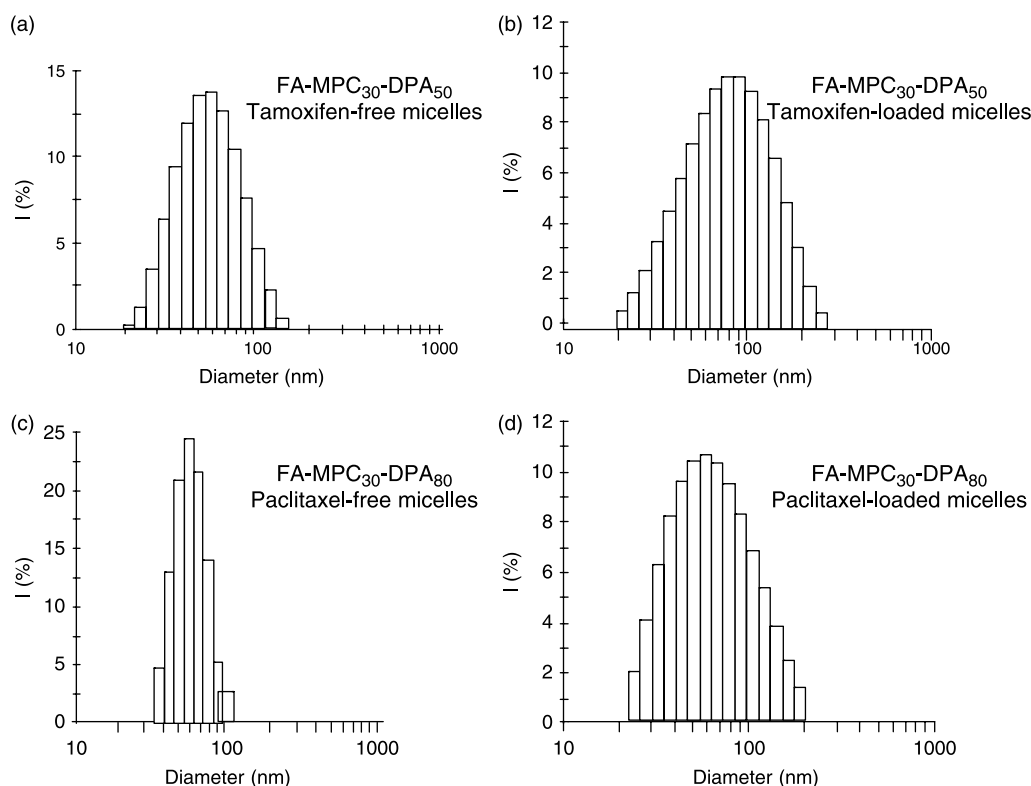 (a)
FA-MPC30-DPA50
Tamoxifen-free micelles
15
10
5
0
I (%)
10
100
1000
Diameter (nm)
(b)
FA-MPC30-DPA50
Tamoxifen-loaded micelles
12
10
8
6
4
2
0
I (%)
10
100
1000
Diameter (nm)
(c)
FA-MPC30-DPA80
Paclitaxel-free micelles
25
20
15
10
5
0
I (%)
10
100
1000
Diameter (nm)
(d)
FA-MPC30-DPA80
Paclitaxel-loaded micelles
12
10
8
6
4
2
0
I (%)
10
100
1000
Diameter (nm)